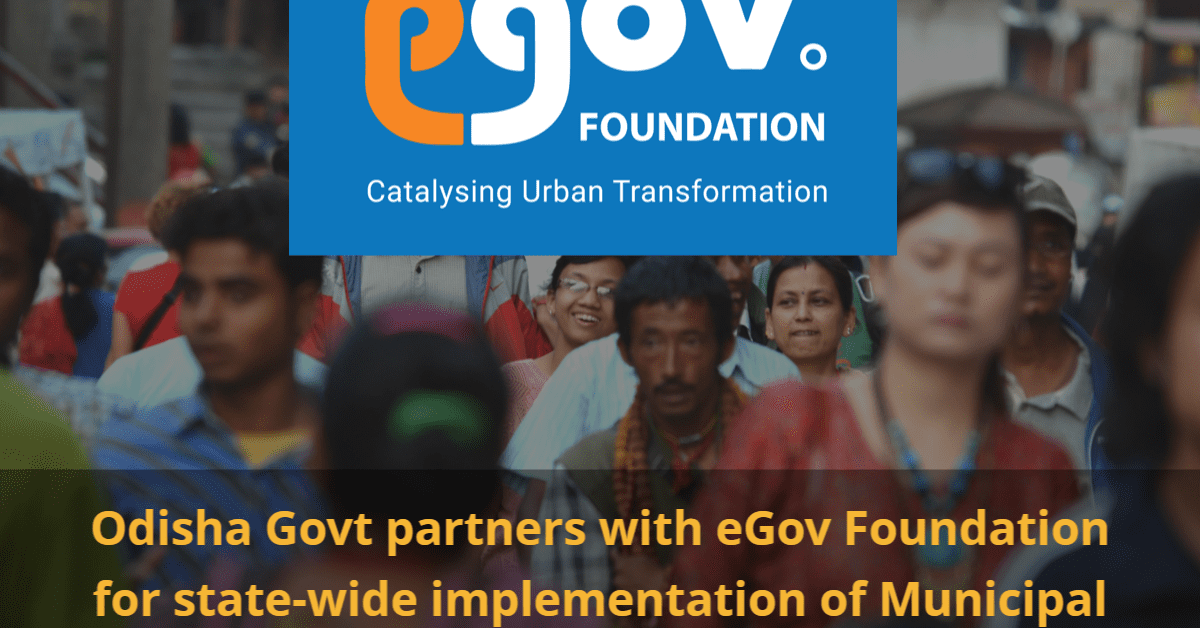 eGov.
FOUNDATION
Catalysing Urban Transformation
Odisha Govt partners with eGov Foundation
for state-wide implementation of Municipal